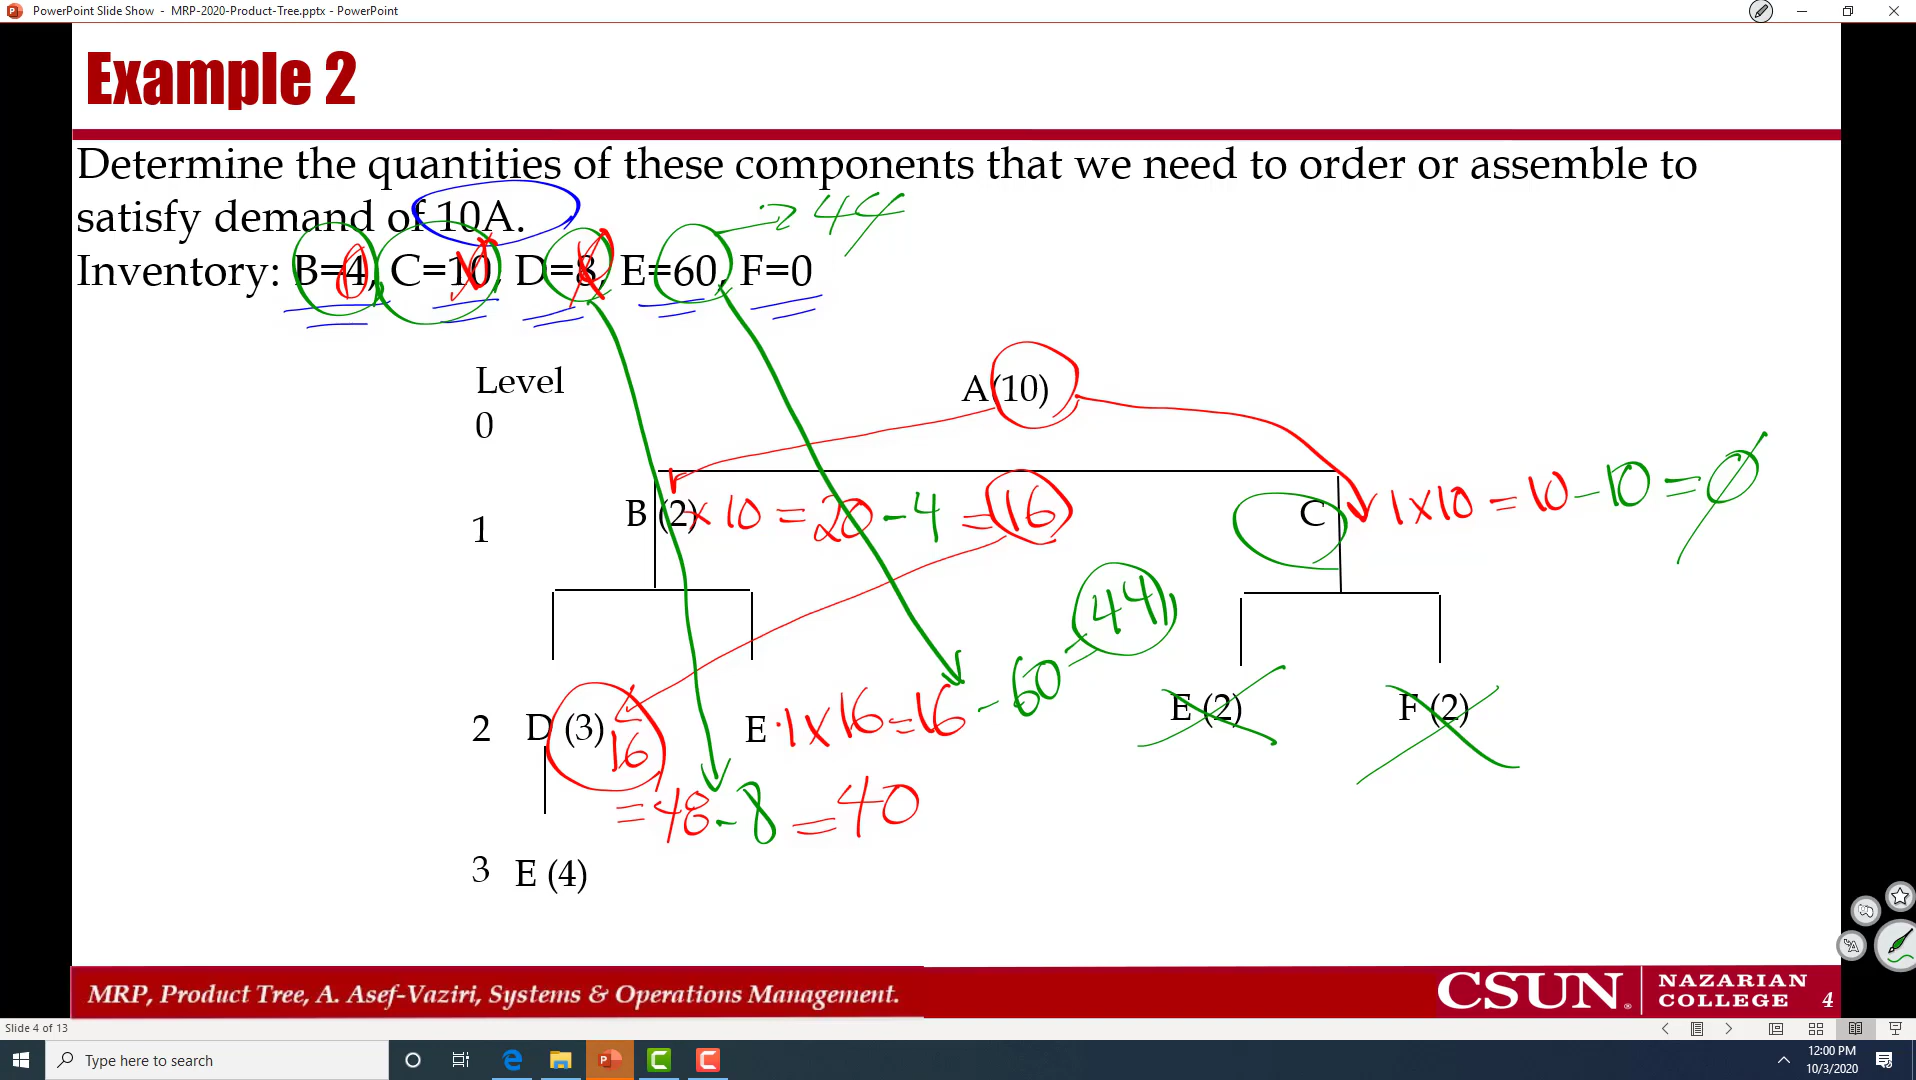 PowerPoint Slide Show - MRP-2020-Product-Tree.pptx - PowerPoint
Example 2
Determine the quantities of these components that we need to order or assemble to
satisfy demand of 10A.
44
Inventory: B=4, C=10, D=8, E=60, F=0
Level
0
A (10)
1
B (2) × 10 = 20 - 4 = 16
C 1 × 10 = 10 - 10 = 0
2
D (3) 16
= 48 - 8 = 40
E 1 × 16 = 16 - 60 = 44
E (2)
F (2)
3 E (4)
MRP, Product Tree, A. Asef-Vaziri, Systems & Operations Management.
CSUN NAZARIAN COLLEGE 4
Slide 4 of 13
Type here to search
12:00 PM
10/3/2020